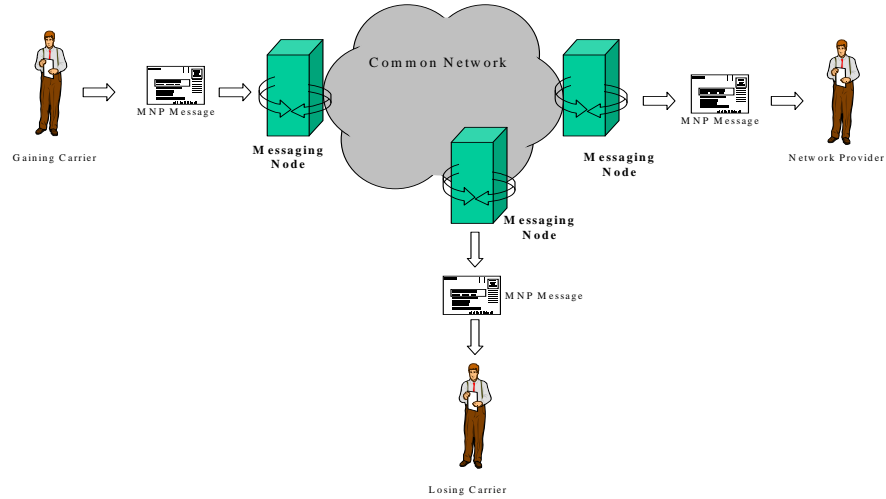 Common Network
MNP Message
Gaining Carrier
Messaging
Node
Messaging
Node
MNP Message
Network Provider
Messaging
Node
MNP Message
Losing Carrier